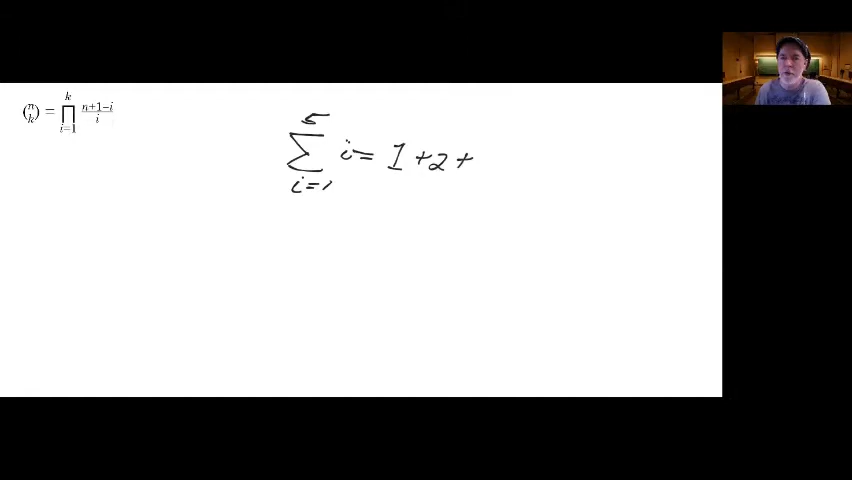 (n k) = ∏_{i=1}^{k} (n+1−i)/i
∑_{i=1}^{5} i = 1 + 2 +